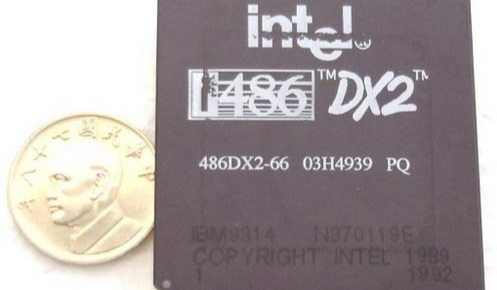 intel®
i486™ DX2™
486DX2-66 03H4939 PQ
IBM9314 N370119E
COPYRIGHT INTEL 1989
1 1992
年八十七國民華中